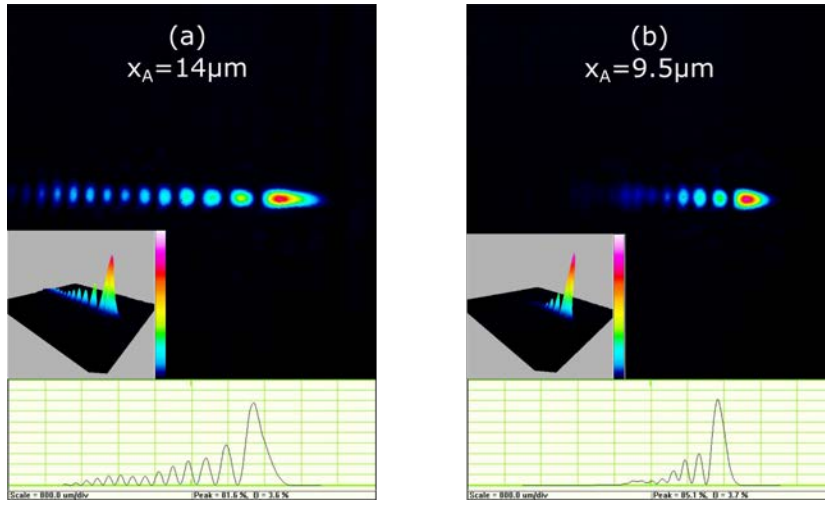 (a)
x_A=14µm
Scale = 800.0 um/div
Peak = 81.6 %, B = 3.6 %
(b)
x_A=9.5µm
Scale = 800.0 um/div
Peak = 85.1 %, B = 3.7 %